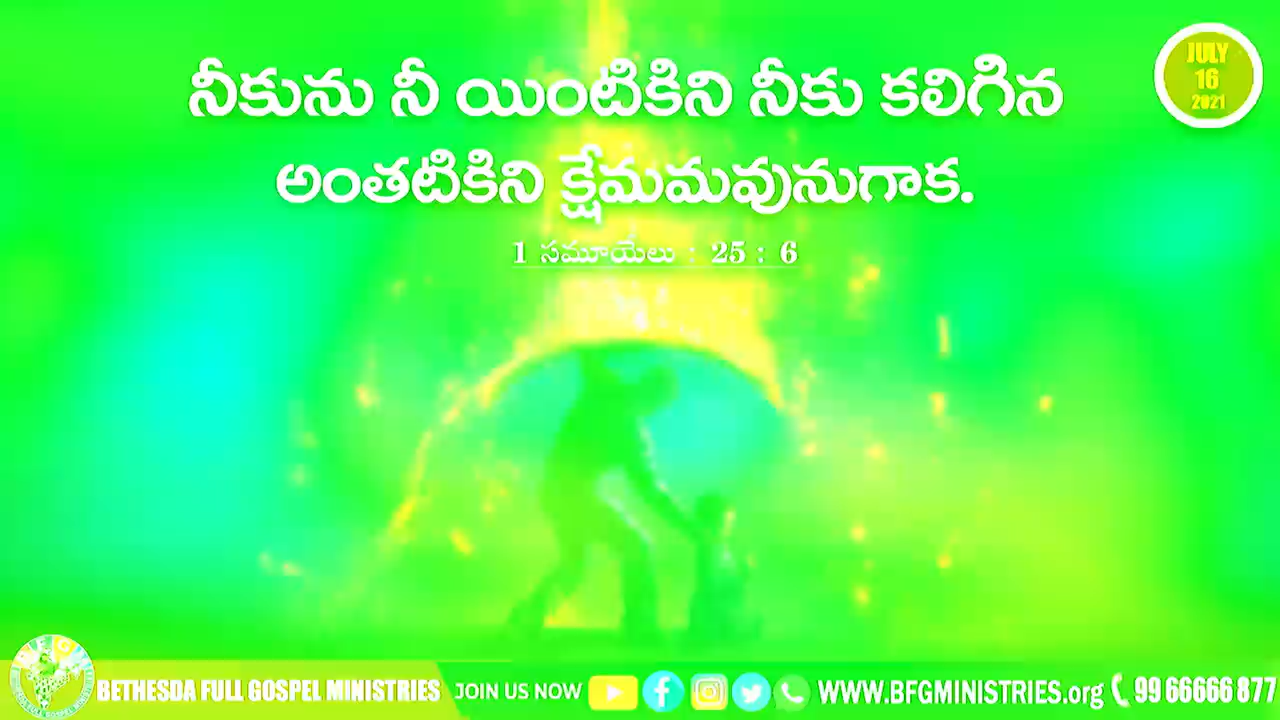 నీకును నీ యింటికిని నీకు కలిగిన
అంతటికిని క్షేమమవునుగాక.
1 సమూయేలు : 25 : 6
JULY
16
2021
BETHESDA FULL GOSPEL MINISTRIES JOIN US NOW WWW.BFGMINISTRIES.org 99 66666 877